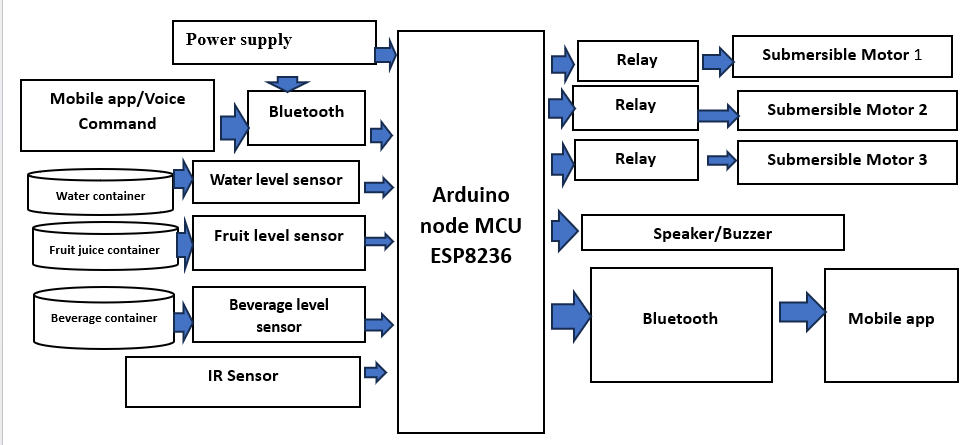 Power supply
Mobile app/Voice
Command
Bluetooth
Water container
Water level sensor
Fruit juice container
Fruit level sensor
Beverage container
Beverage level
sensor
IR Sensor
Arduino
node MCU
ESP8236
Relay
Submersible Motor 1
Relay
Submersible Motor 2
Relay
Submersible Motor 3
Speaker/Buzzer
Bluetooth
Mobile app